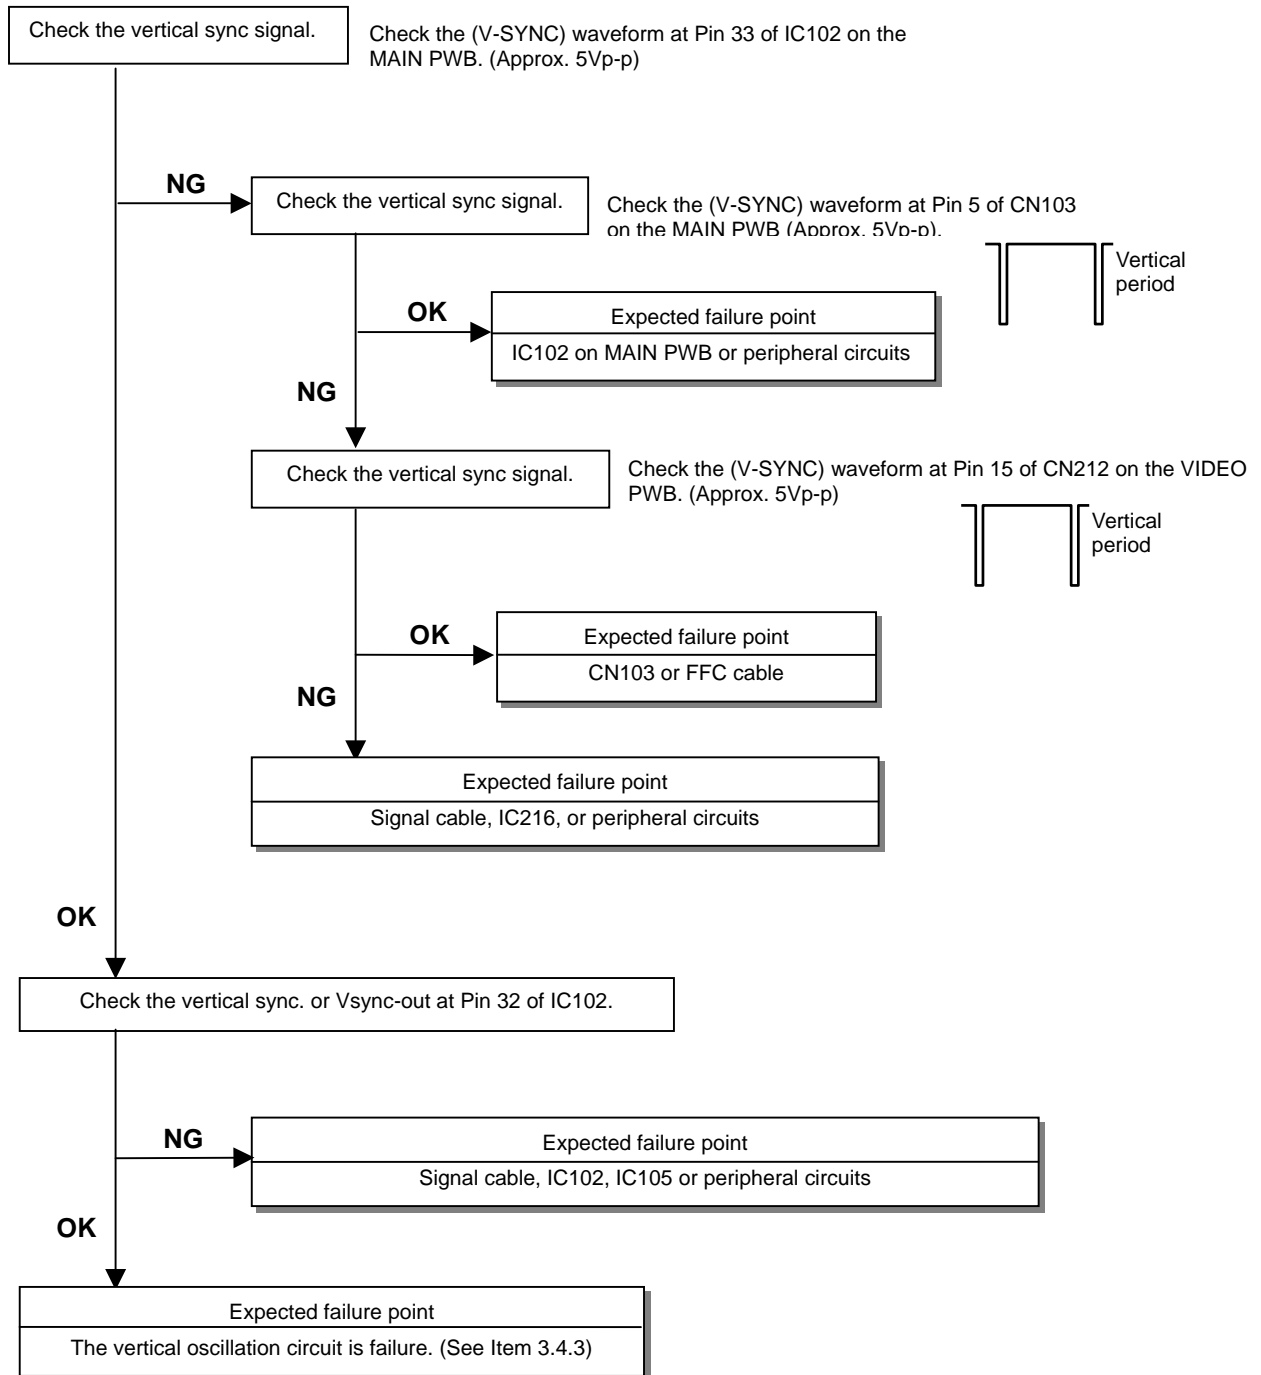 Check the vertical sync signal.
Check the (V-SYNC) waveform at Pin 33 of IC102 on the
MAIN PWB. (Approx. 5Vp-p)
NG
Check the vertical sync signal.
Check the (V-SYNC) waveform at Pin 5 of CN103
on the MAIN PWB (Approx. 5Vp-p).
Vertical
period
OK
Expected failure point
IC102 on MAIN PWB or peripheral circuits
NG
Check the vertical sync signal.
Check the (V-SYNC) waveform at Pin 15 of CN212 on the VIDEO
PWB. (Approx. 5Vp-p)
Vertical
period
OK
Expected failure point
CN103 or FFC cable
NG
Expected failure point
Signal cable, IC216, or peripheral circuits
OK
Check the vertical sync. or Vsync-out at Pin 32 of IC102.
NG
Expected failure point
Signal cable, IC102, IC105 or peripheral circuits
OK
Expected failure point
The vertical oscillation circuit is failure. (See Item 3.4.3)